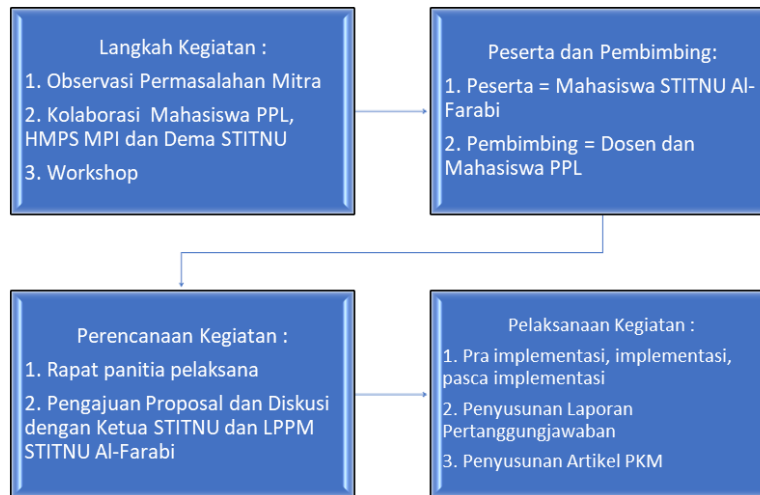 Langkah Kegiatan :
1. Observasi Permasalahan Mitra
2. Kolaborasi Mahasiswa PPL,
HMPS MPI dan Dema STITNU
3. Workshop
Peserta dan Pembimbing:
1. Peserta = Mahasiswa STITNU Al-
Farabi
2. Pembimbing = Dosen dan
Mahasiswa PPL
Perencanaan Kegiatan :
1. Rapat panitia pelaksana
2. Pengajuan Proposal dan Diskusi
dengan Ketua STITNU dan LPPM
STITNU Al-Farabi
Pelaksanaan Kegiatan :
1. Pra implementasi, implementasi,
pasca implementasi
2. Penyusunan Laporan
Pertanggungjawaban
3. Penyusunan Artikel PKM